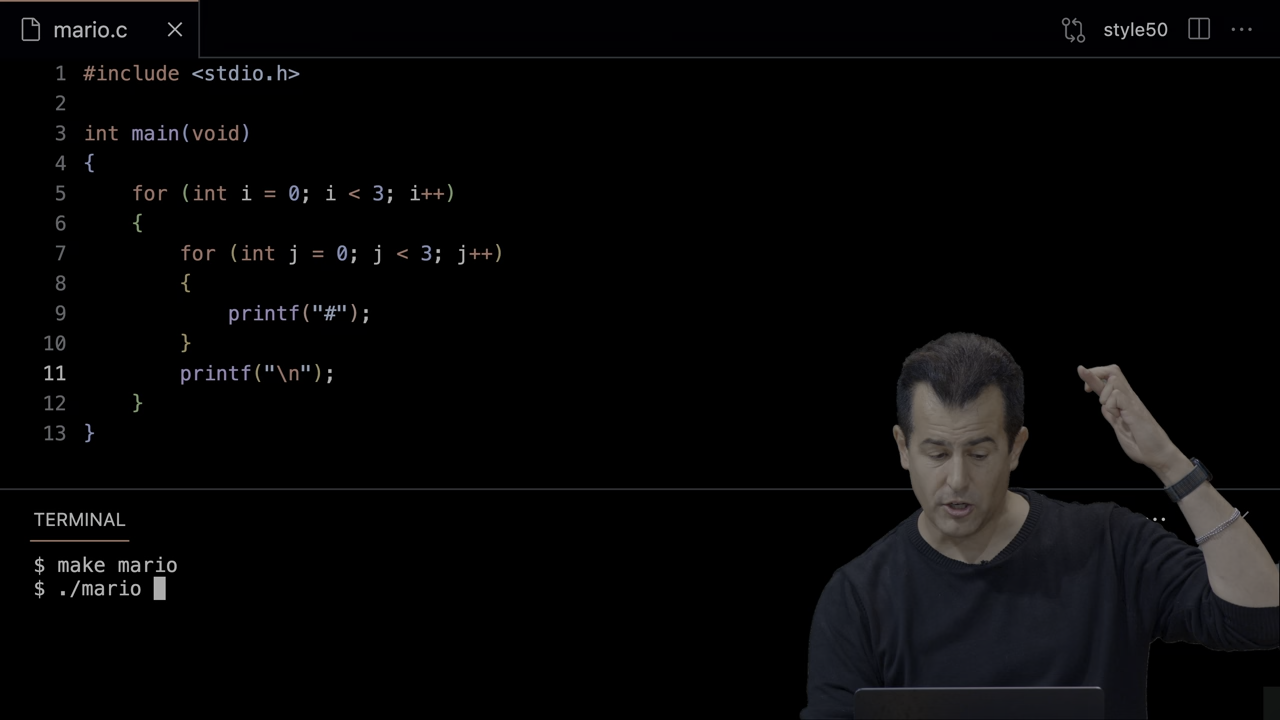 mario.c
style50
1 #include <stdio.h>
2
3 int main(void)
4 {
5     for (int i = 0; i < 3; i++)
6     {
7         for (int j = 0; j < 3; j++)
8         {
9             printf("#");
10         }
11         printf("\n");
12     }
13 }
TERMINAL
$ make mario
$ ./mario